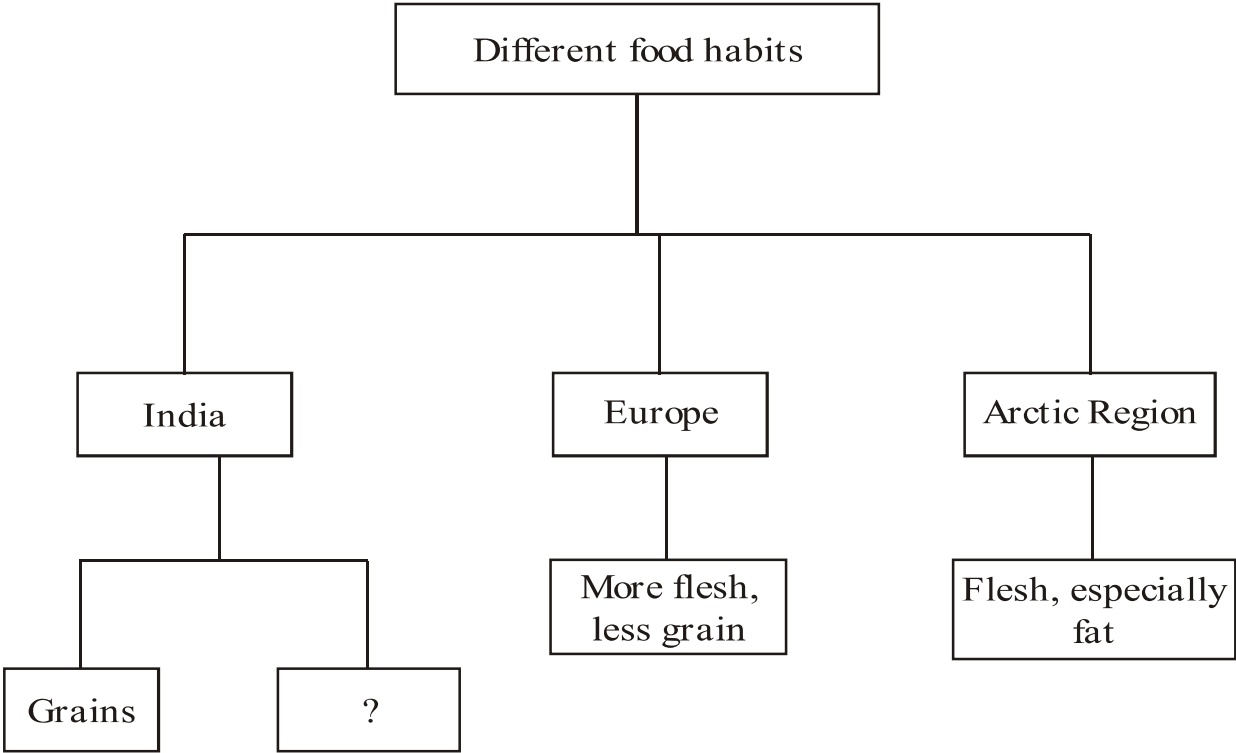 Different food habits
India
Europe
Arctic Region
More flesh,
less grain
Flesh, especially
fat
Grains
?